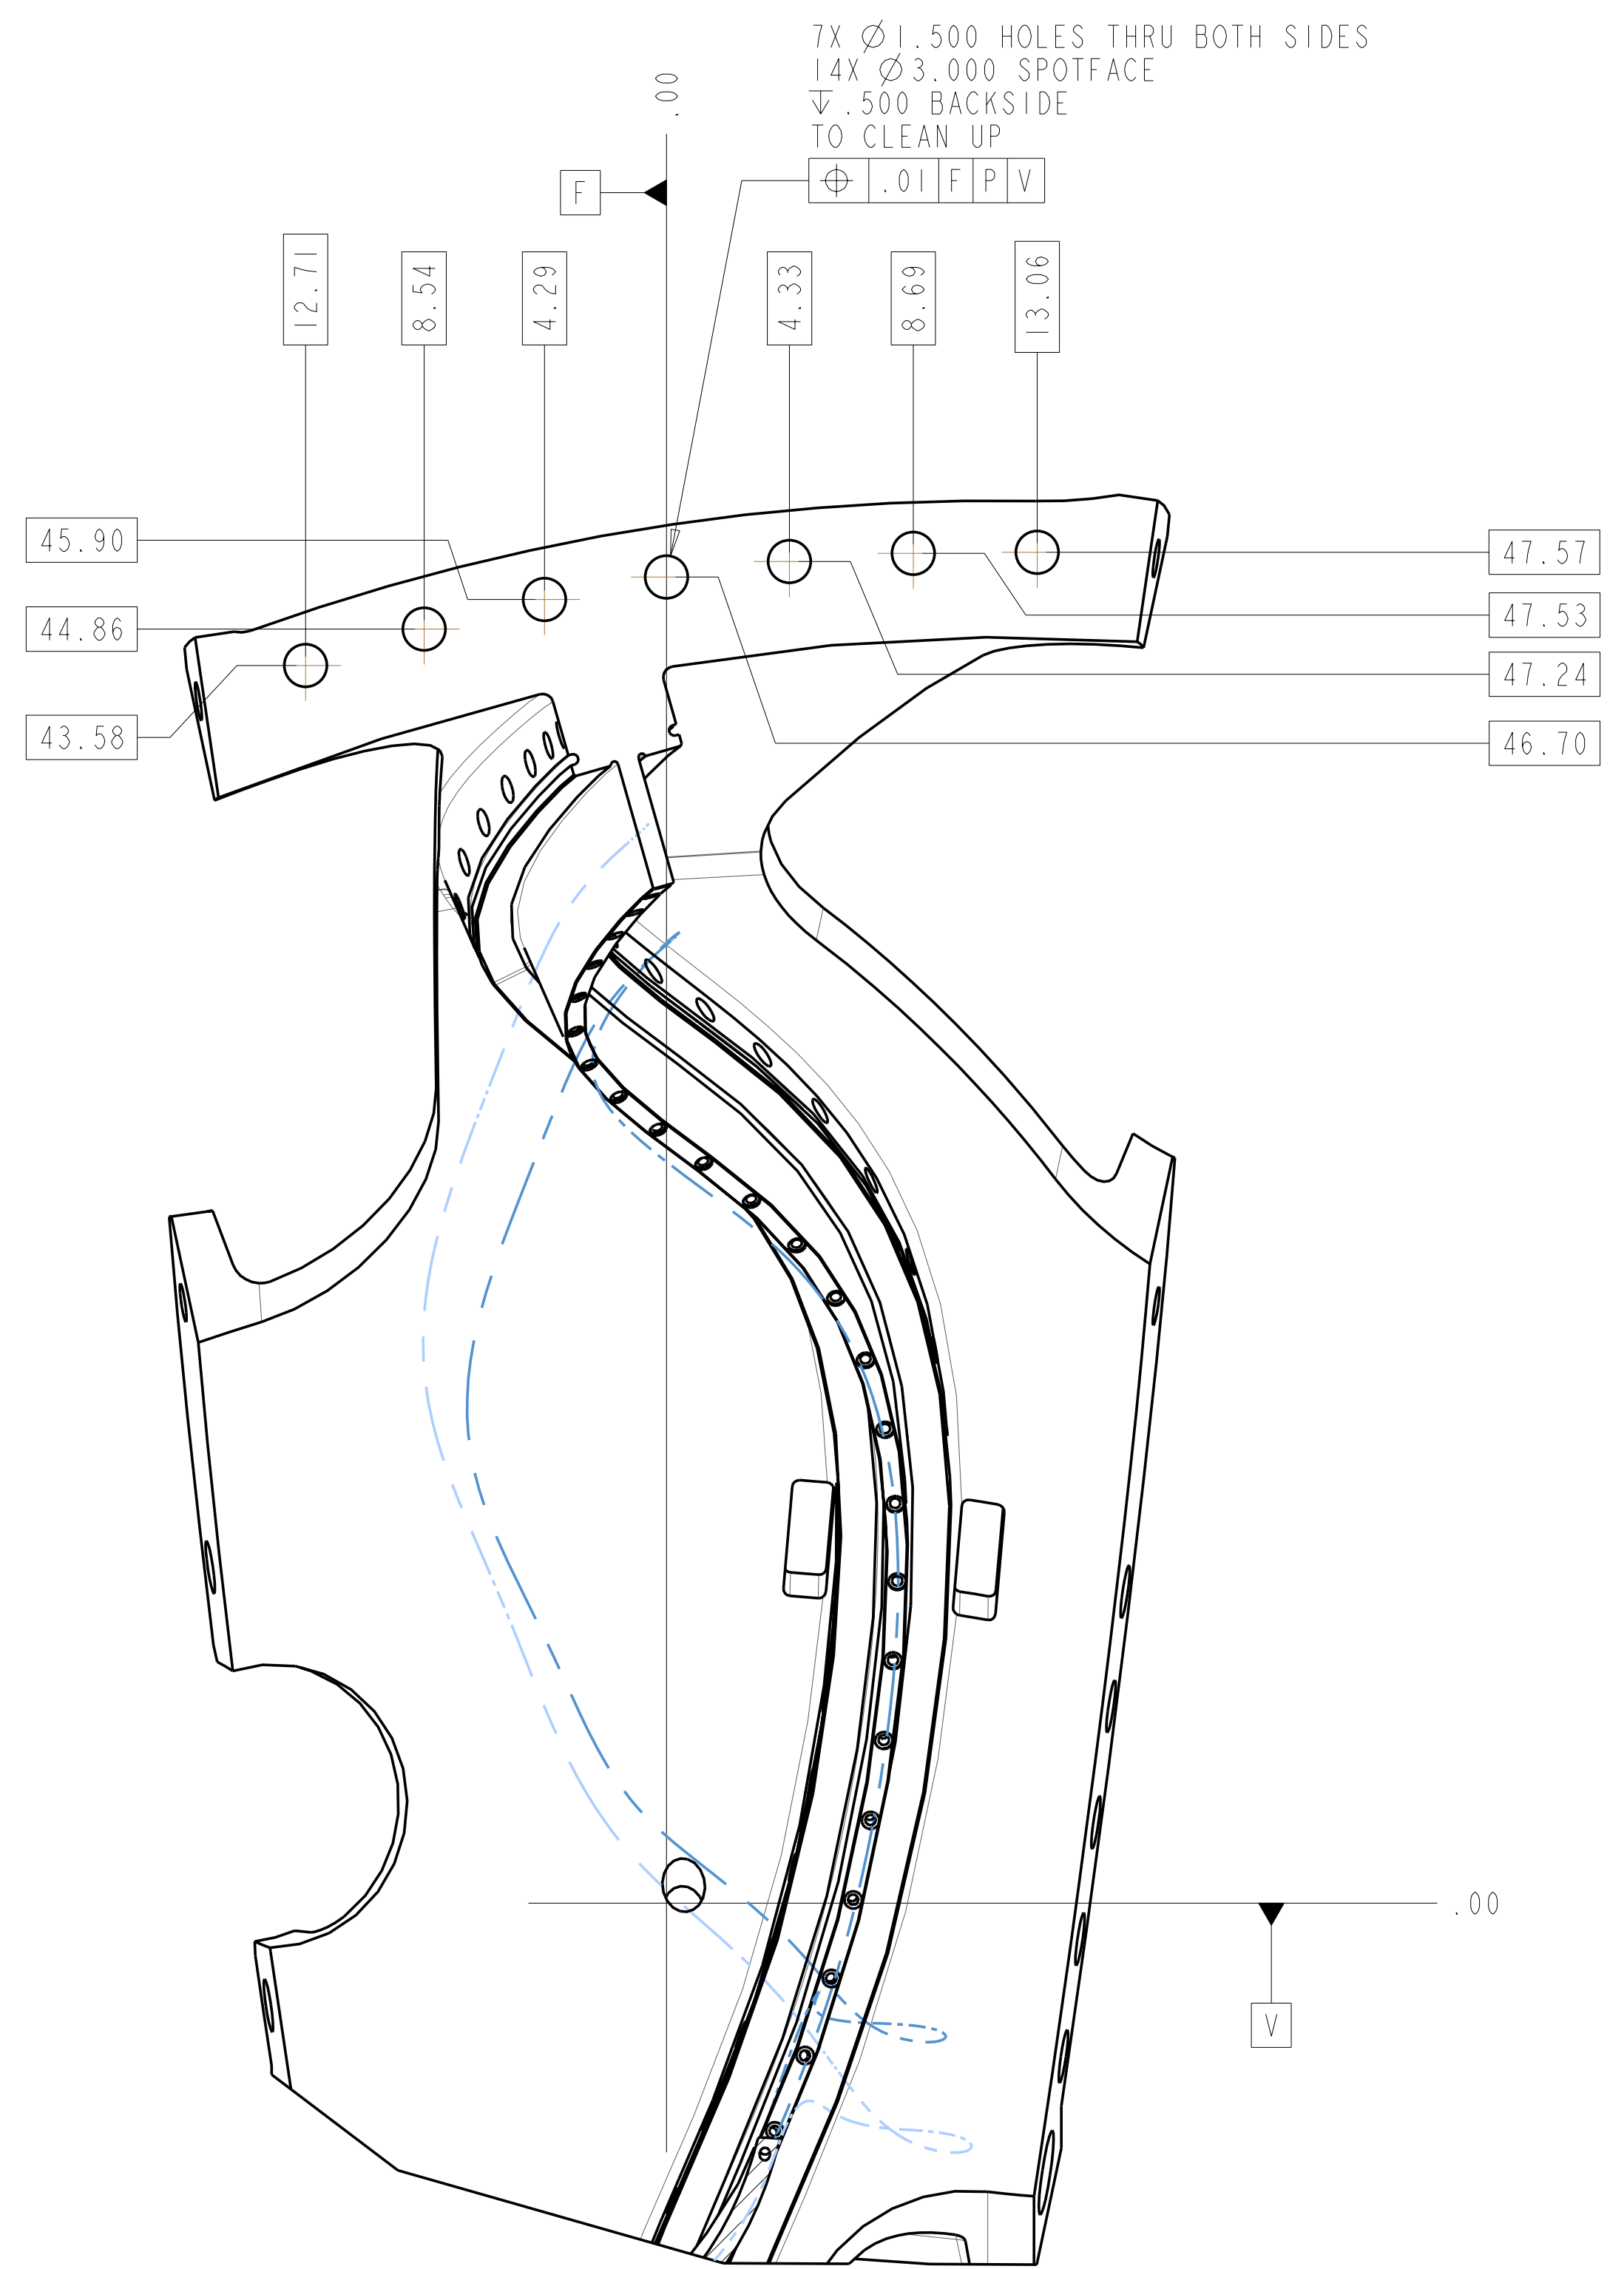 7X Ø1.500 HOLES THRU BOTH SIDES
14X Ø3.000 SPOTFACE
↧.500 BACKSIDE
TO CLEAN UP
⌖ .01 F P V
.00
F
12.71
8.54
4.29
4.33
8.69
13.06
45.90
44.86
43.58
47.57
47.53
47.24
46.70
.00
V